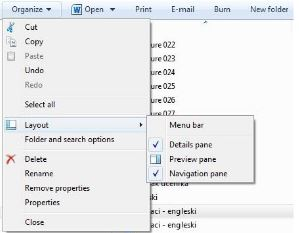 Organize Open Print E-mail Burn New folder
Cut
Copy
Paste
Undo
Redo
Select all
Layout
Folder and search options
Delete
Rename
Remove properties
Properties
Close
ure 022
ure 023
ure 024
ure 025
ure 026
ure 027
Menu bar
Details pane
Preview pane
Navigation pane
k učenika
aci - engleski
aci - engleski